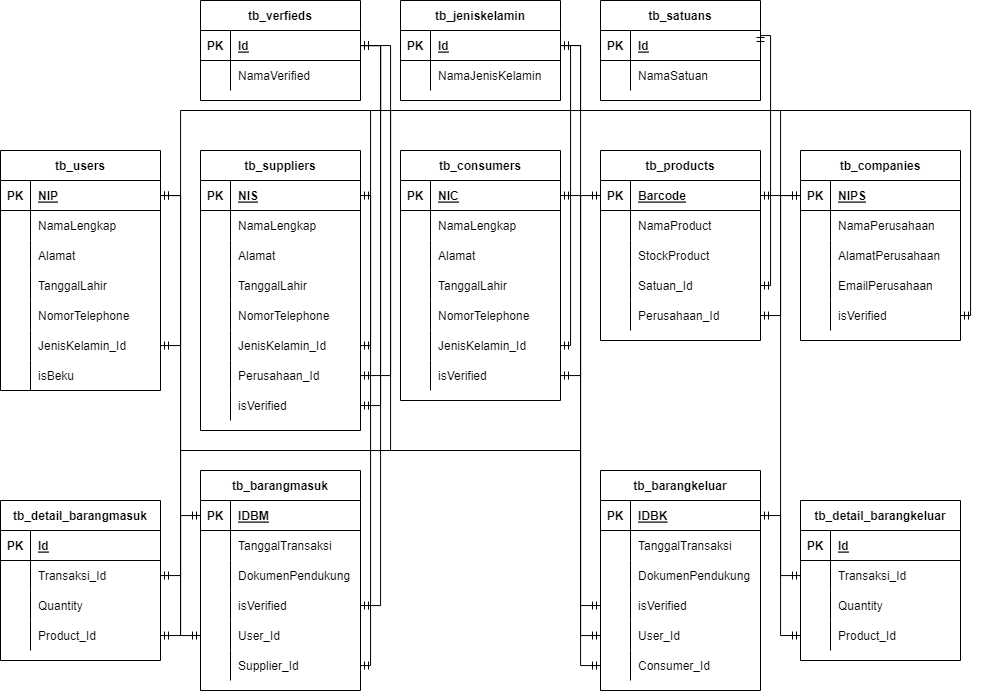 tb_verfieds
PK Id
NamaVerified
tb_jeniskelamin
PK Id
NamaJenisKelamin
tb_satuans
PK Id
NamaSatuan
tb_users
PK NIP
NamaLengkap
Alamat
TanggalLahir
NomorTelephone
JenisKelamin_Id
isBeku
tb_suppliers
PK NIS
NamaLengkap
Alamat
TanggalLahir
NomorTelephone
JenisKelamin_Id
Perusahaan_Id
isVerified
tb_consumers
PK NIC
NamaLengkap
Alamat
TanggalLahir
NomorTelephone
JenisKelamin_Id
isVerified
tb_products
PK Barcode
NamaProduct
StockProduct
Satuan_Id
Perusahaan_Id
tb_companies
PK NIPS
NamaPerusahaan
AlamatPerusahaan
EmailPerusahaan
isVerified
tb_detail_barangmasuk
PK Id
Transaksi_Id
Quantity
Product_Id
tb_barangmasuk
PK IDBM
TanggalTransaksi
DokumenPendukung
isVerified
User_Id
Supplier_Id
tb_barangkeluar
PK IDBK
TanggalTransaksi
DokumenPendukung
isVerified
User_Id
Consumer_Id
tb_detail_barangkeluar
PK Id
Transaksi_Id
Quantity
Product_Id